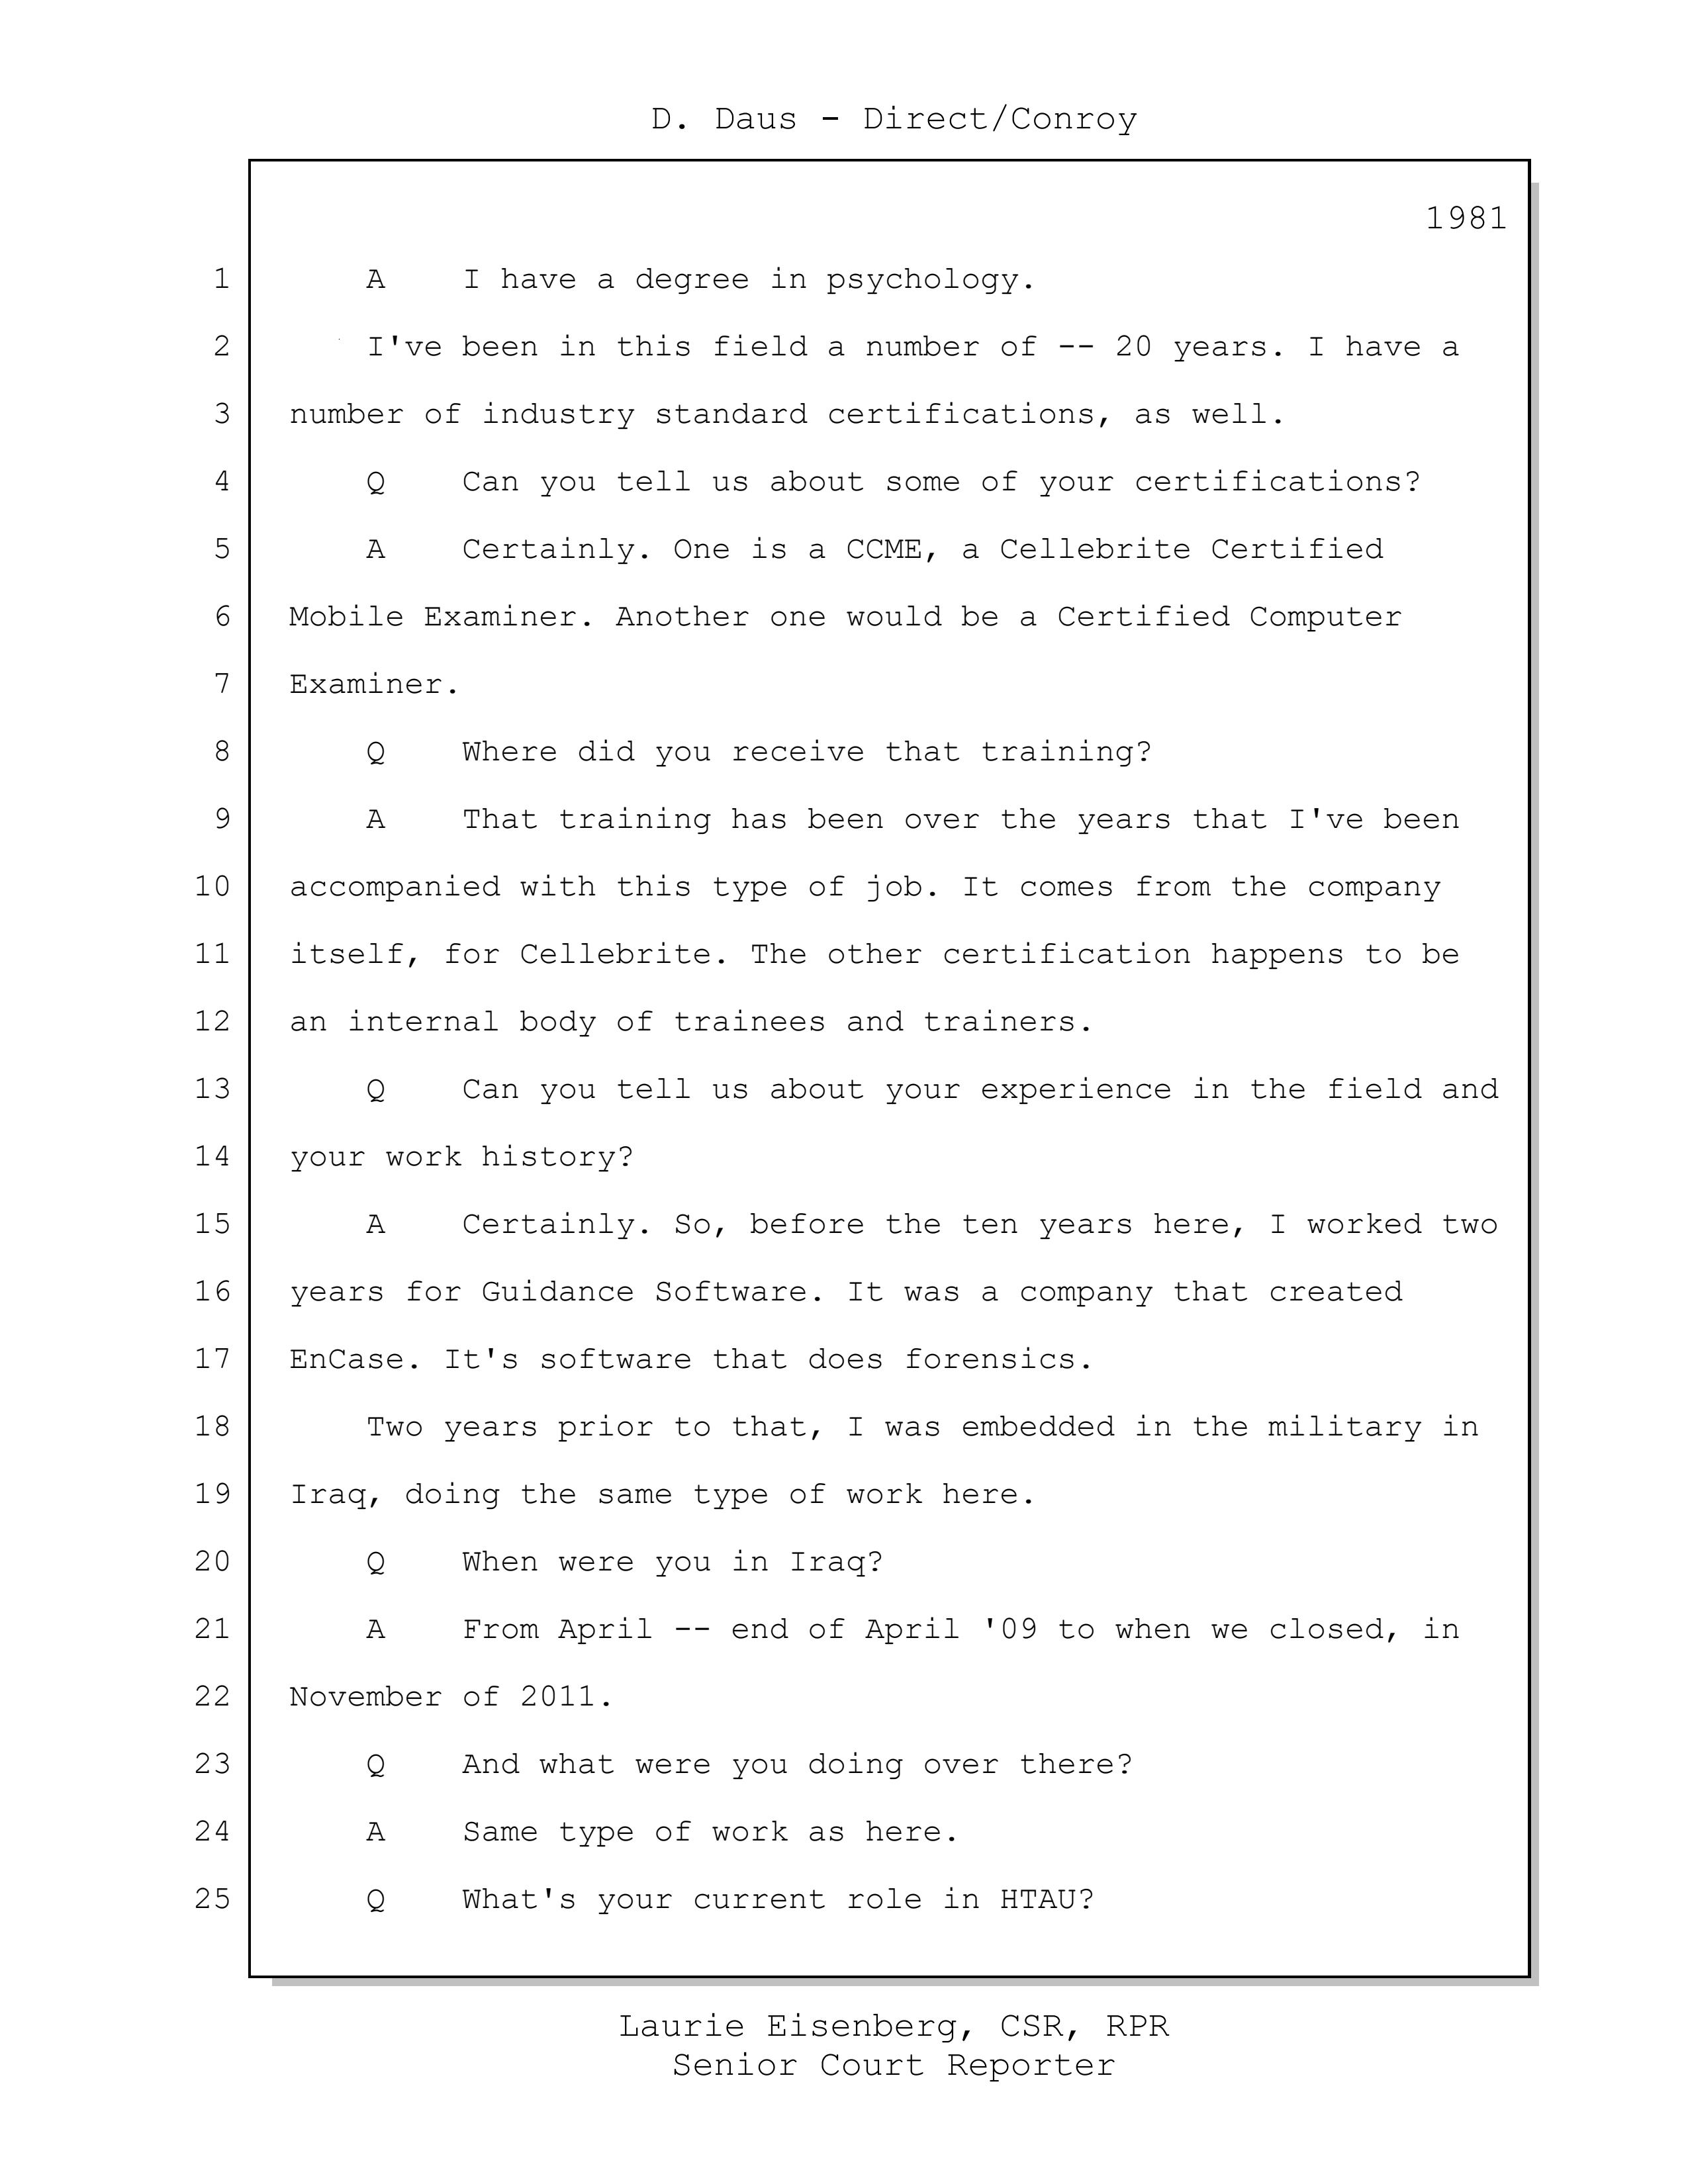 D. Daus - Direct/Conroy
1981
1 A I have a degree in psychology.
2 I've been in this field a number of -- 20 years. I have a
3 number of industry standard certifications, as well.
4 Q Can you tell us about some of your certifications?
5 A Certainly. One is a CCME, a Cellebrite Certified
6 Mobile Examiner. Another one would be a Certified Computer
7 Examiner.
8 Q Where did you receive that training?
9 A That training has been over the years that I've been
10 accompanied with this type of job. It comes from the company
11 itself, for Cellebrite. The other certification happens to be
12 an internal body of trainees and trainers.
13 Q Can you tell us about your experience in the field and
14 your work history?
15 A Certainly. So, before the ten years here, I worked two
16 years for Guidance Software. It was a company that created
17 EnCase. It's software that does forensics.
18 Two years prior to that, I was embedded in the military in
19 Iraq, doing the same type of work here.
20 Q When were you in Iraq?
21 A From April -- end of April '09 to when we closed, in
22 November of 2011.
23 Q And what were you doing over there?
24 A Same type of work as here.
25 Q What's your current role in HTAU?
Laurie Eisenberg, CSR, RPR
Senior Court Reporter